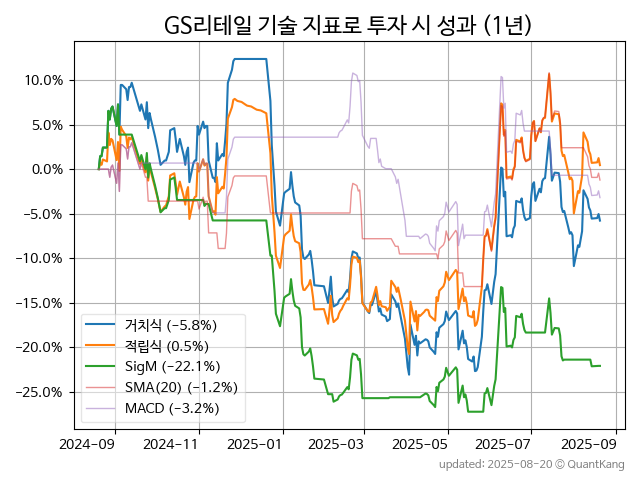 GS리테일 기술 지표로 투자 시 성과 (1년)
10.0%
5.0%
0.0%
−5.0%
−10.0%
−15.0%
−20.0%
−25.0%
거치식 (−5.8%)
적립식 (0.5%)
SigM (−22.1%)
SMA(20) (−1.2%)
MACD (−3.2%)
2024-09 2024-11 2025-01 2025-03 2025-05 2025-07 2025-09
updated: 2025-08-20 © QuantKang